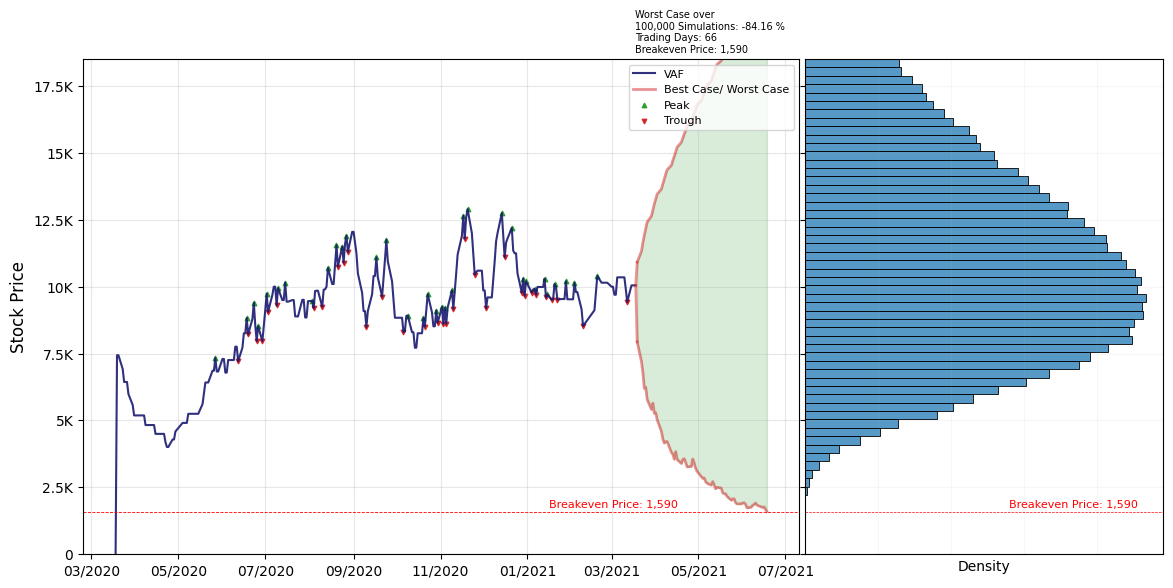 Worst Case over
100,000 Simulations: -84.16 %
Trading Days: 66
Breakeven Price: 1,590
VAF
Best Case/ Worst Case
Peak
Trough
Stock Price
17.5K
15K
12.5K
10K
7.5K
5K
2.5K
0
Breakeven Price: 1,590
Breakeven Price: 1,590
03/2020
05/2020
07/2020
09/2020
11/2020
01/2021
03/2021
05/2021
07/2021
Density